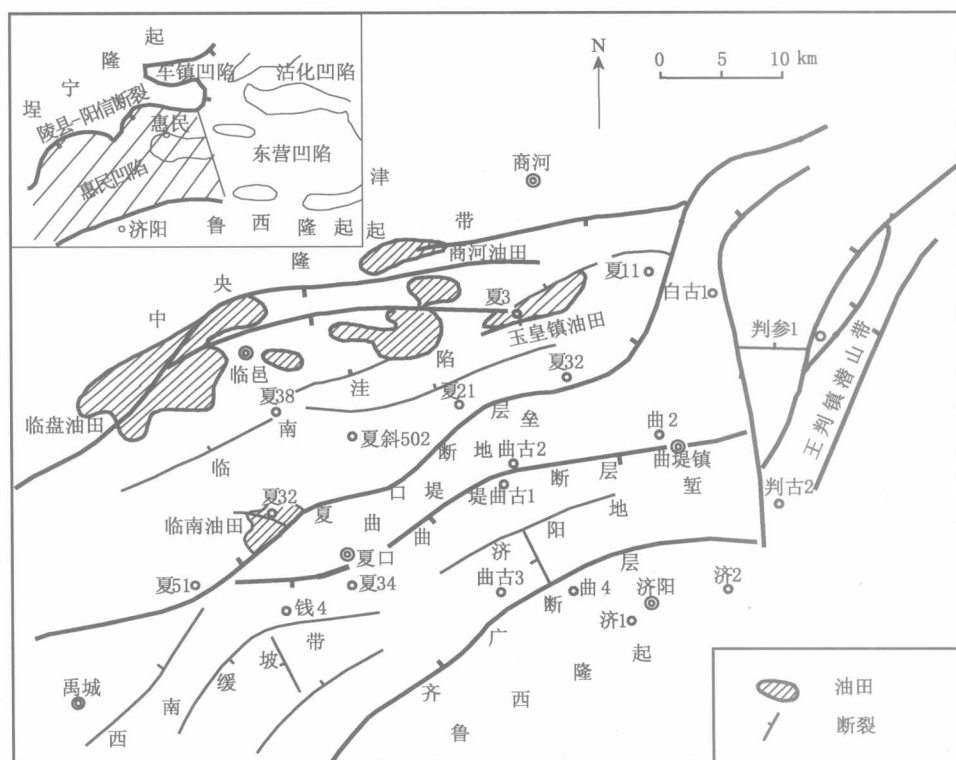 埕宁隆起
车镇凹陷
沾化凹陷
陵县-阳信断裂
惠民
东营凹陷
惠民凹陷
济阳
鲁西隆起
N
0 5 10 km
商河
津
起
带
隆
央
中
商河油田
夏11
白古1
夏3
玉皇镇油田
判参1
王判镇潜山带
临邑
临盘油田
夏38
夏21
夏32
临南洼陷
夏斜502
曲2
曲古2
曲堤镇
曲古1
曲堤地垒
夏口断层
曲堤断层
判古2
夏32
临南油田
夏口
济阳地堑
夏51
夏34
曲古3
曲4
济阳
济2
钱4
济1
齐广断层
禹城
西南缓坡带
鲁西隆起
油田
断裂